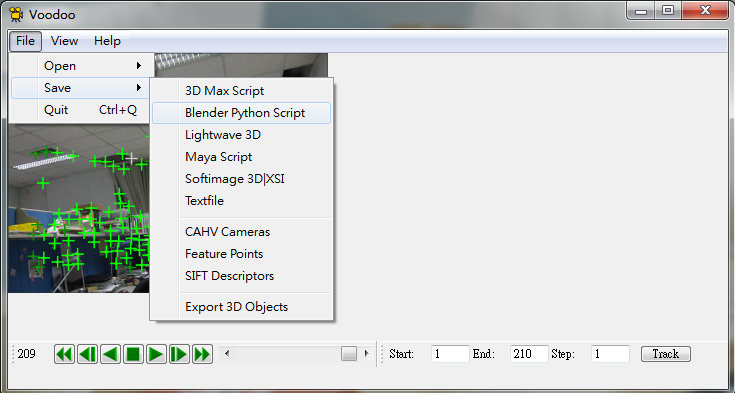 Voodoo
File View Help
Open
Save
Quit Ctrl+Q
3D Max Script
Blender Python Script
Lightwave 3D
Maya Script
Softimage 3D|XSI
Textfile
CAHV Cameras
Feature Points
SIFT Descriptors
Export 3D Objects
209 Start: 1 End: 210 Step: 1 Track